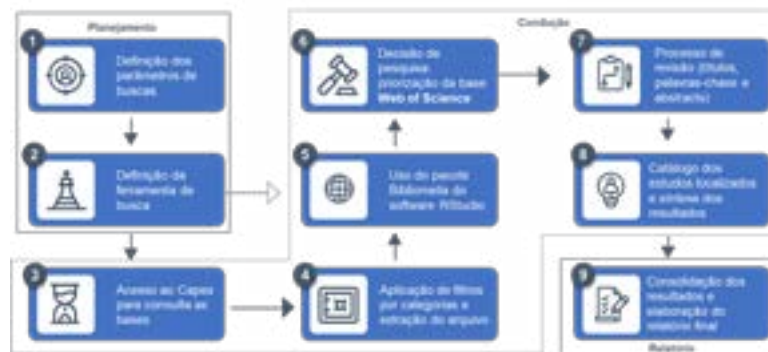 Planejamento
Condução
1
Definição dos
parâmetros de
buscas
2
Definição da
ferramenta de
busca
3
Acesso ao Capes
para consulta as
bases
4
Aplicação de filtros
por categorias e
extração do arquivo
5
Uso do pacote
Bibliometrix do
software RStudio
6
Decisão de
pesquisa:
priorização da base
Web of Science
7
Processo de
revisão (títulos,
palavras-chave e
abstracts)
8
Catálogo dos
estudos localizados
e síntese dos
resultados
9
Consolidação dos
resultados e
elaboração do
relatório final
Relatório